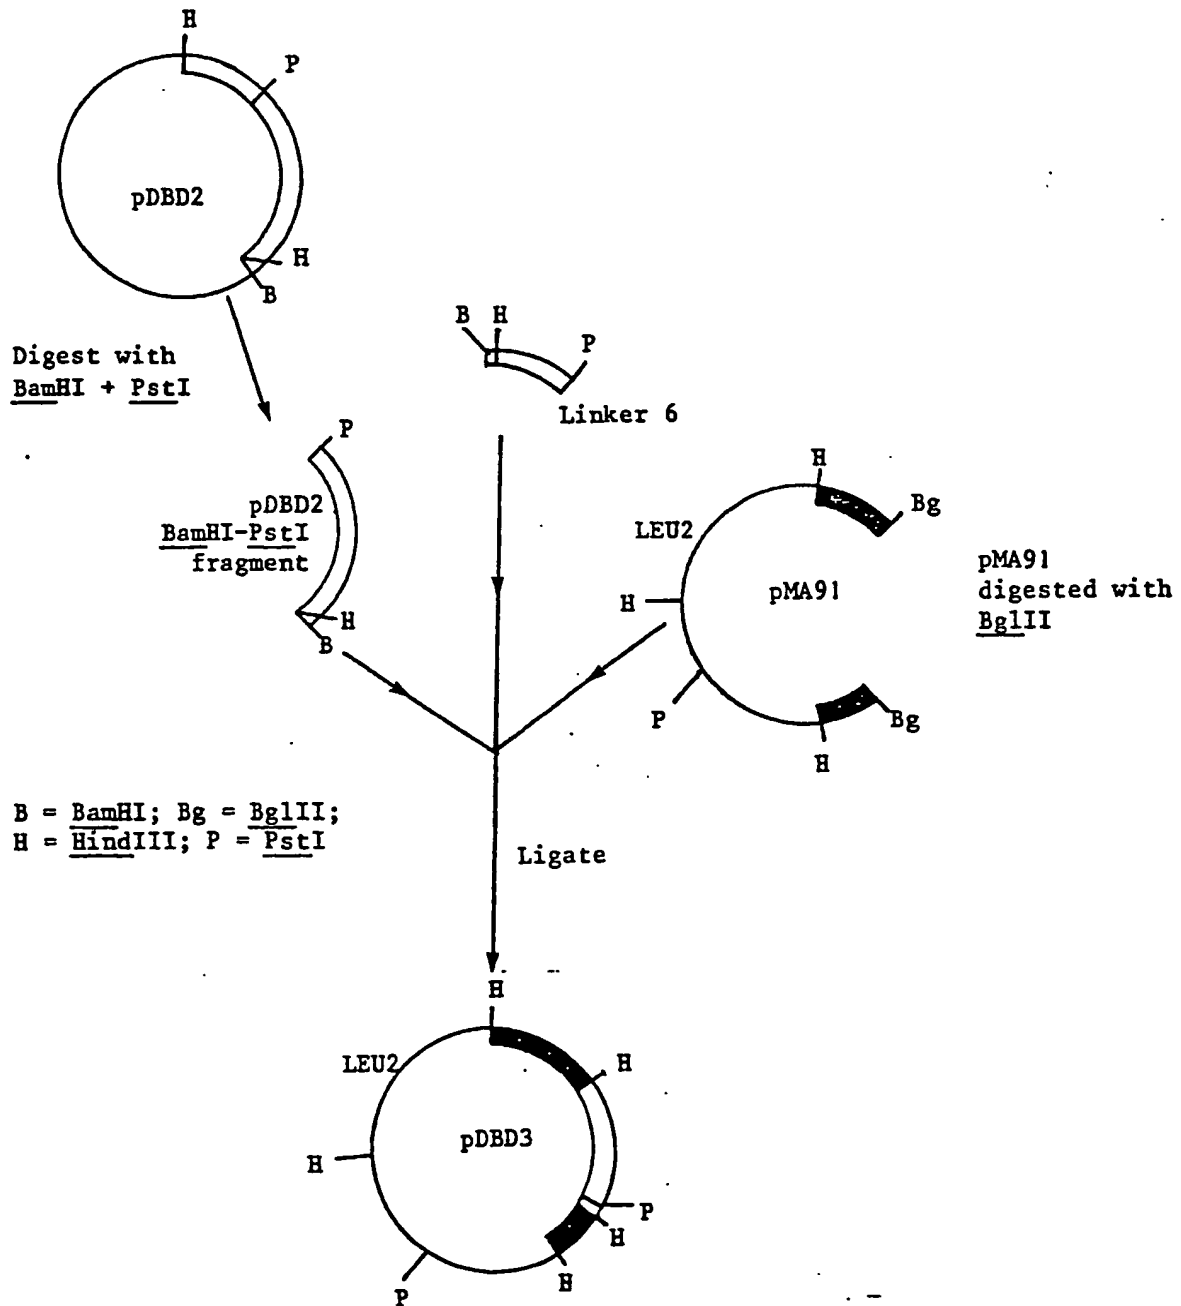 H
P
pDBD2
H
B
Digest with
BamHI + PstI
B H
P
Linker 6
P
pDBD2
BamHI-PstI
fragment
H
B
H
Bg
LEU2
pMA91
H
P
Bg
H
pMA91
digested with
BglII
B = BamHI; Bg = BglII;
H = HindIII; P = PstI
Ligate
H
LEU2
H
pDBD3
H
P
H
H
P